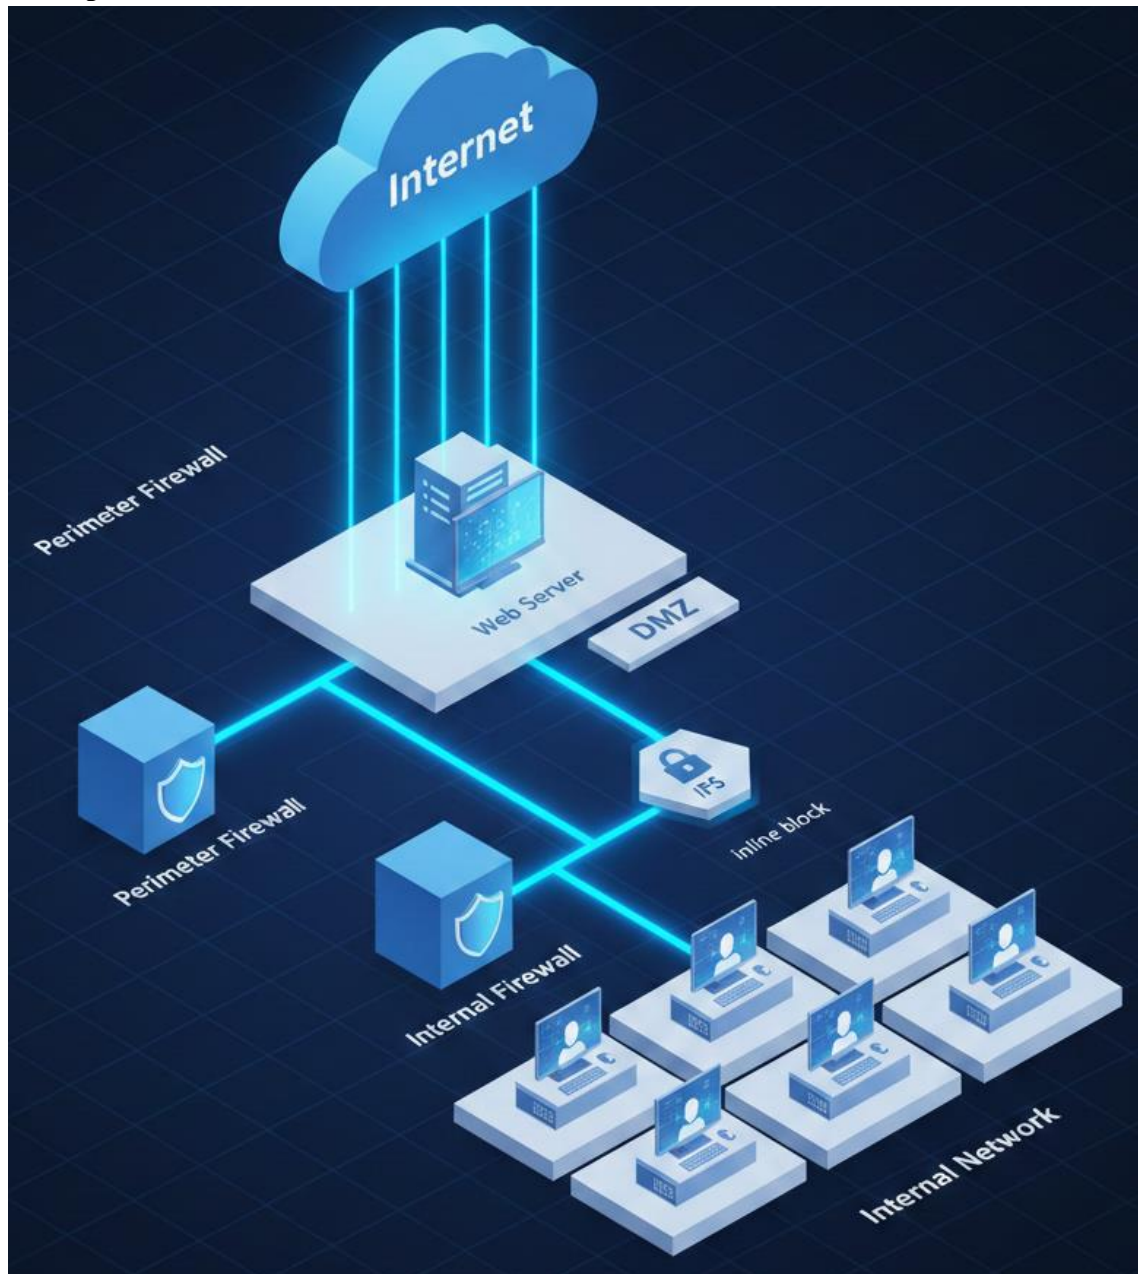 Internet
Perimeter Firewall
Web Server
DMZ
IFS
Perimeter Firewall
inline block
Internal Firewall
Internal Network